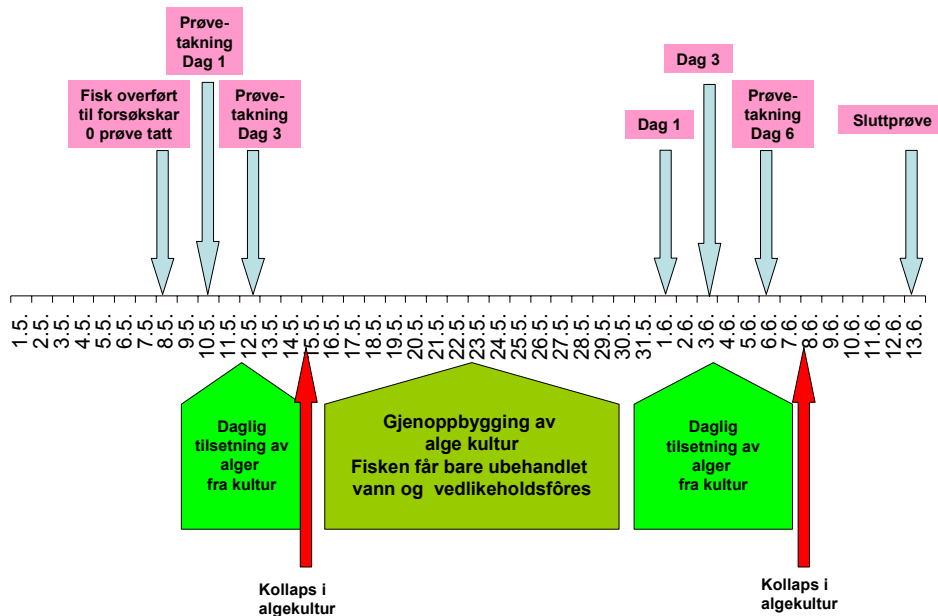 Prøve-
takning
Dag 1
Fisk overført
til forsøkskar
0 prøve tatt
Prøve-
takning
Dag 3
Dag 1
Dag 3
Prøve-
takning
Dag 6
Sluttprøve
1.5.
2.5.
3.5.
4.5.
5.5.
6.5.
7.5.
8.5.
9.5.
10.5.
11.5.
12.5.
13.5.
14.5.
15.5.
16.5.
17.5.
18.5.
19.5.
20.5.
21.5.
22.5.
23.5.
24.5.
25.5.
26.5.
27.5.
28.5.
29.5.
30.5.
31.5.
1.6.
2.6.
3.6.
4.6.
5.6.
6.6.
7.6.
8.6.
9.6.
10.6.
11.6.
12.6.
13.6.
Daglig
tilsetning av
alger
fra kultur
Gjenoppbygging av
alge kultur
Fisken får bare ubehandlet
vann og vedlikeholdsfôres
Daglig
tilsetning av
alger
fra kultur
Kollaps i
algekultur
Kollaps i
algekultur